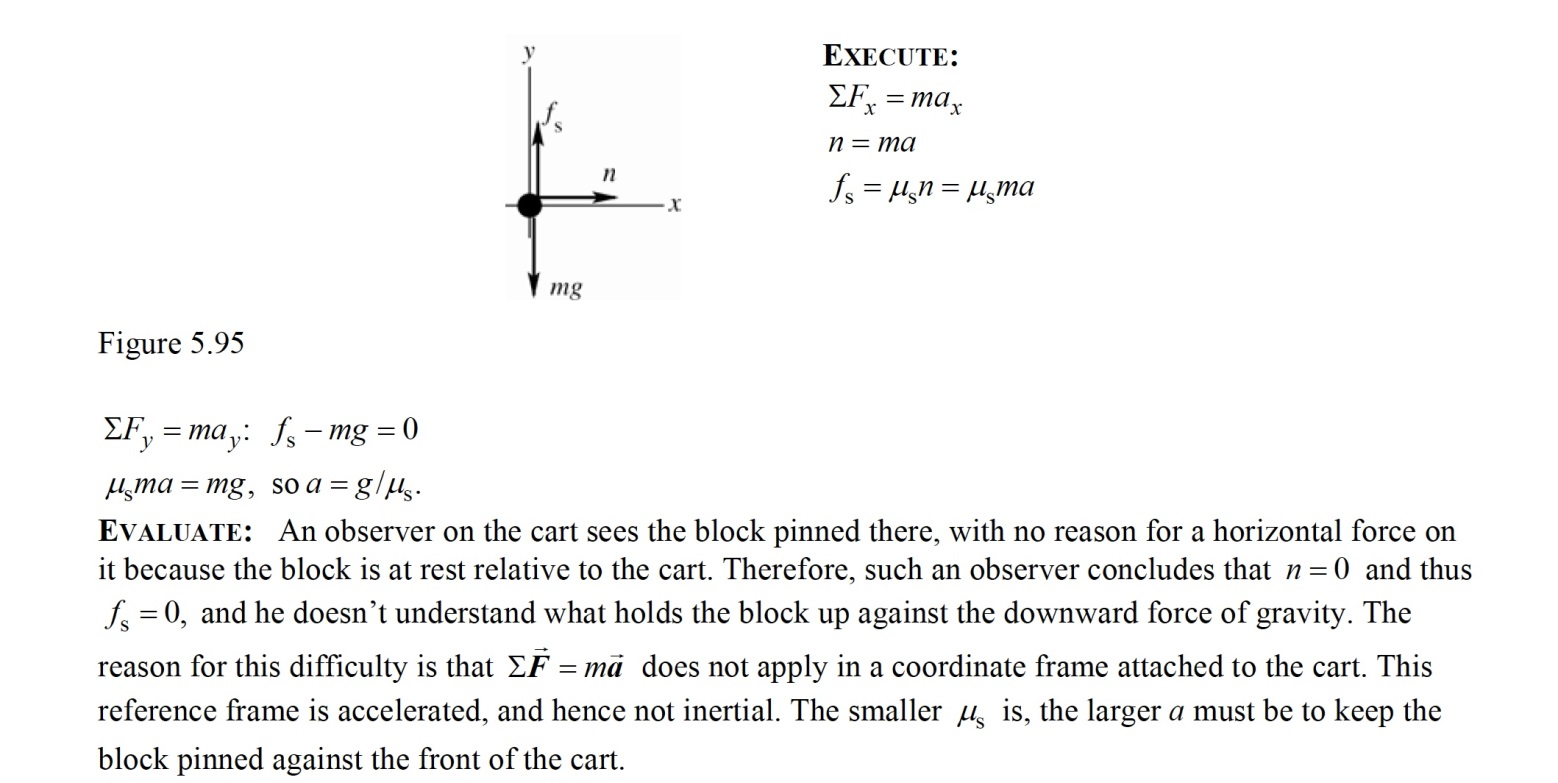 y
f_s
n
x
mg
EXECUTE:
ΣF_x = ma_x
n = ma
f_s = μ_s n = μ_s ma
Figure 5.95
ΣF_y = ma_y: f_s − mg = 0
μ_s ma = mg, so a = g/μ_s.
EVALUATE: An observer on the cart sees the block pinned there, with no reason for a horizontal force on
it because the block is at rest relative to the cart. Therefore, such an observer concludes that n = 0 and thus
f_s = 0, and he doesn’t understand what holds the block up against the downward force of gravity. The
reason for this difficulty is that ΣF⃗ = ma⃗ does not apply in a coordinate frame attached to the cart. This
reference frame is accelerated, and hence not inertial. The smaller μ_s is, the larger a must be to keep the
block pinned against the front of the cart.